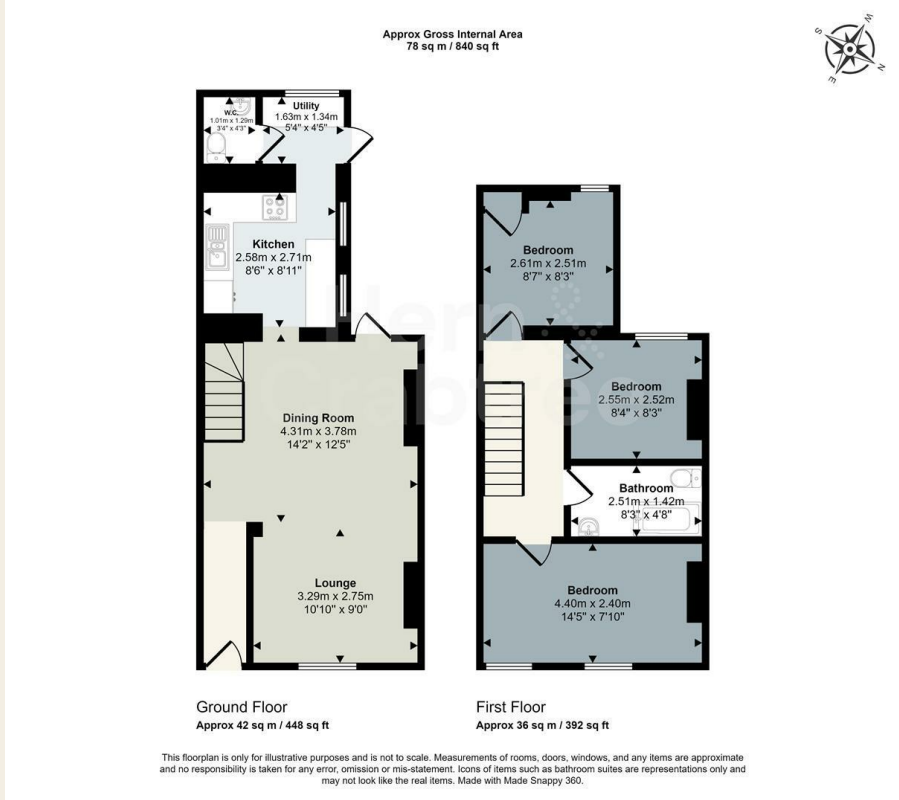 Approx Gross Internal Area
78 sq m / 840 sq ft
W
S
N
E
W.C.
1.01m x 1.29m
3'4" x 4'3"
Utility
1.63m x 1.34m
5'4" x 4'5"
Kitchen
2.58m x 2.71m
8'6" x 8'11"
Dining Room
4.31m x 3.78m
14'2" x 12'5"
Lounge
3.29m x 2.75m
10'10" x 9'0"
Bedroom
2.61m x 2.51m
8'7" x 8'3"
Bedroom
2.55m x 2.52m
8'4" x 8'3"
Bathroom
2.51m x 1.42m
8'3" x 4'8"
Bedroom
4.40m x 2.40m
14'5" x 7'10"
Hern &
Crabtree
Ground Floor
Approx 42 sq m / 448 sq ft
First Floor
Approx 36 sq m / 392 sq ft
This floorplan is only for illustrative purposes and is not to scale. Measurements of rooms, doors, windows, and any items are approximate
and no responsibility is taken for any error, omission or mis-statement. Icons of items such as bathroom suites are representations only and
may not look like the real items. Made with Made Snappy 360.